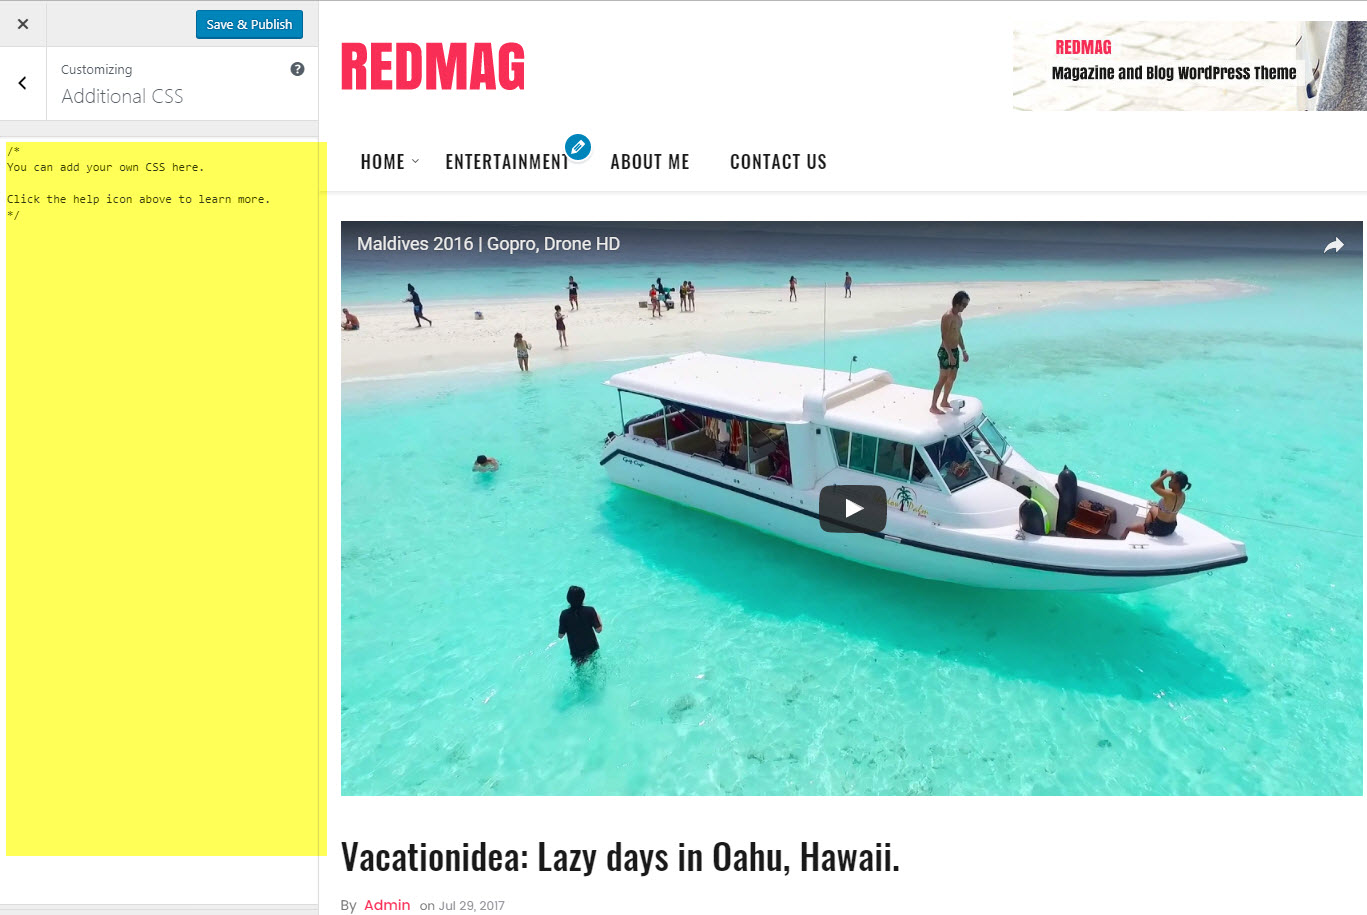 Save & Publish
Customizing
Additional CSS
/*
You can add your own CSS here.
Click the help icon above to learn more.
*/
REDMAG
REDMAG
Magazine and Blog WordPress Theme
HOME
ENTERTAINMENT
ABOUT ME
CONTACT US
Maldives 2016 | Gopro, Drone HD
Vacationidea: Lazy days in Oahu, Hawaii.
By Admin on Jul 29, 2017